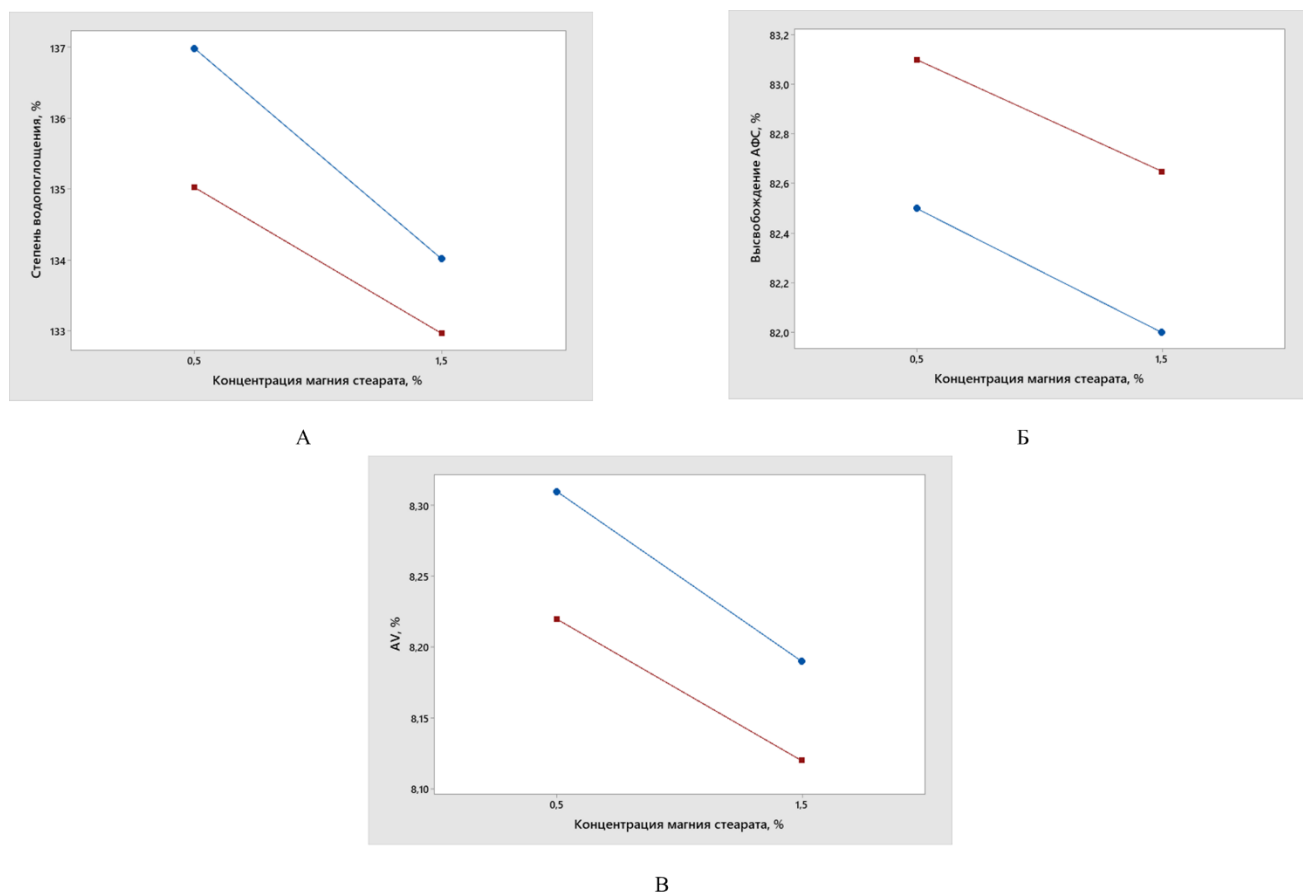 137
136
135
134
133
Степень водопоглощения, %
0,5
1,5
Концентрация магния стеарата, %
А
83,2
83,0
82,8
82,6
82,4
82,2
82,0
Высвобождение АФС, %
0,5
1,5
Концентрация магния стеарата, %
Б
8,30
8,25
8,20
8,15
8,10
AV, %
0,5
1,5
Концентрация магния стеарата, %
В